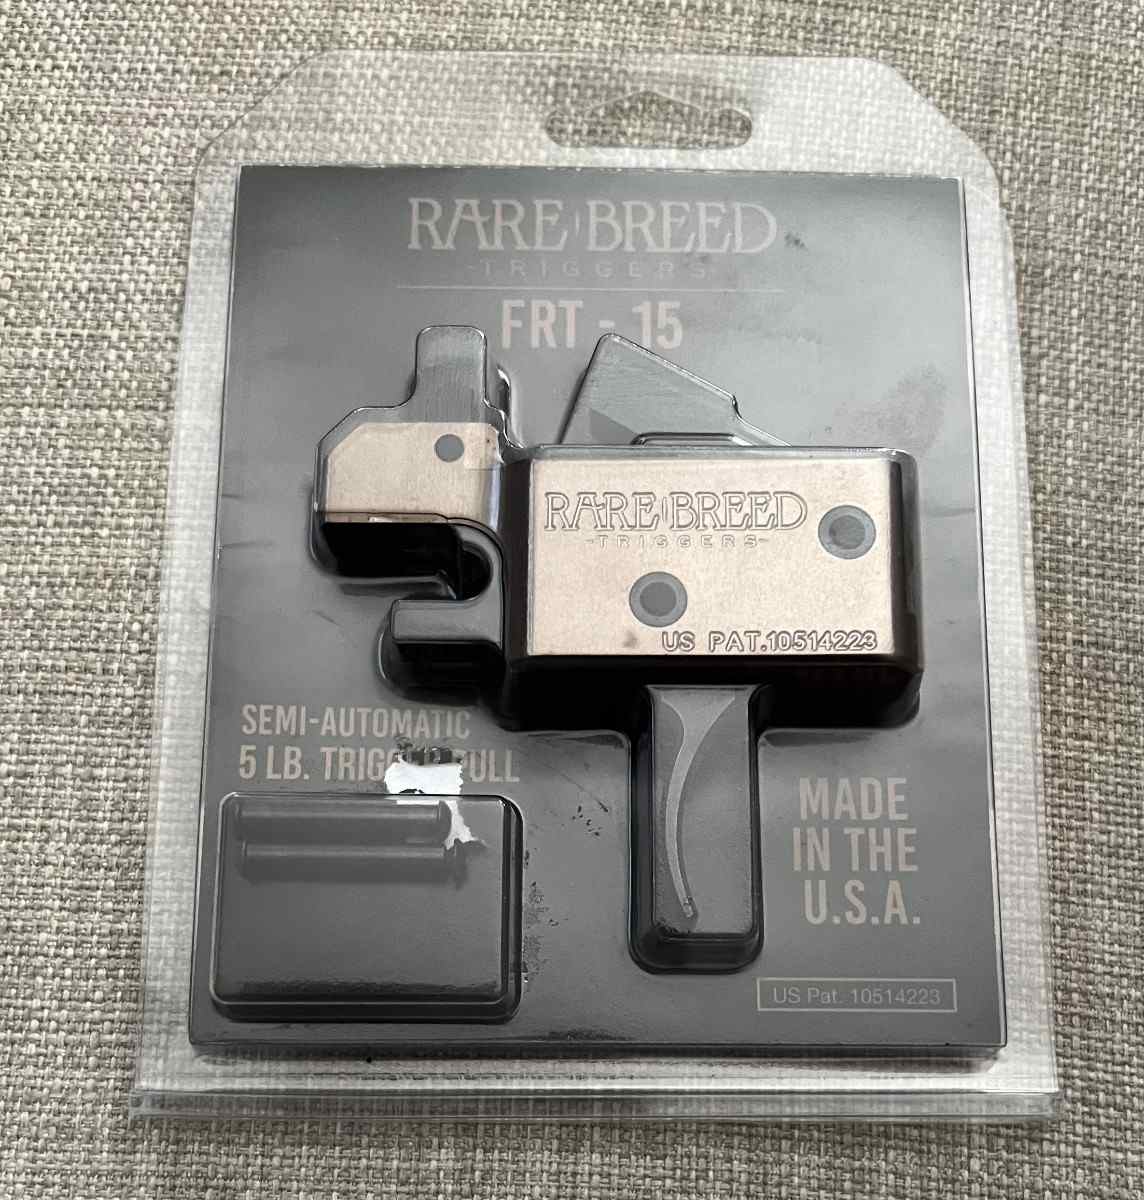 RARE BREED
-TRIGGERS-
FRT - 15
RARE BREED
-TRIGGERS-
US PAT.10514223
SEMI-AUTOMATIC
5 LB. PULL
MADE
IN THE
U.S.A.
US Pat. 10514223